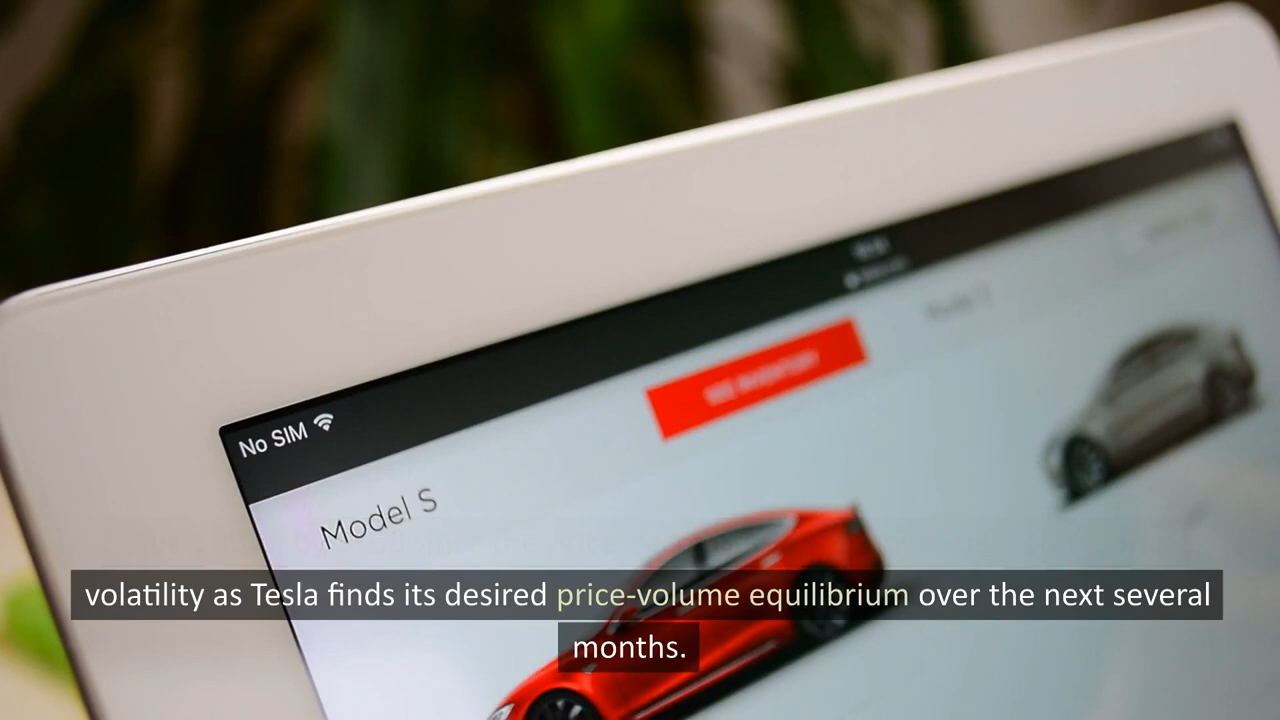 No SIM
Model S
volatility as Tesla finds its desired price-volume equilibrium over the next several
months.